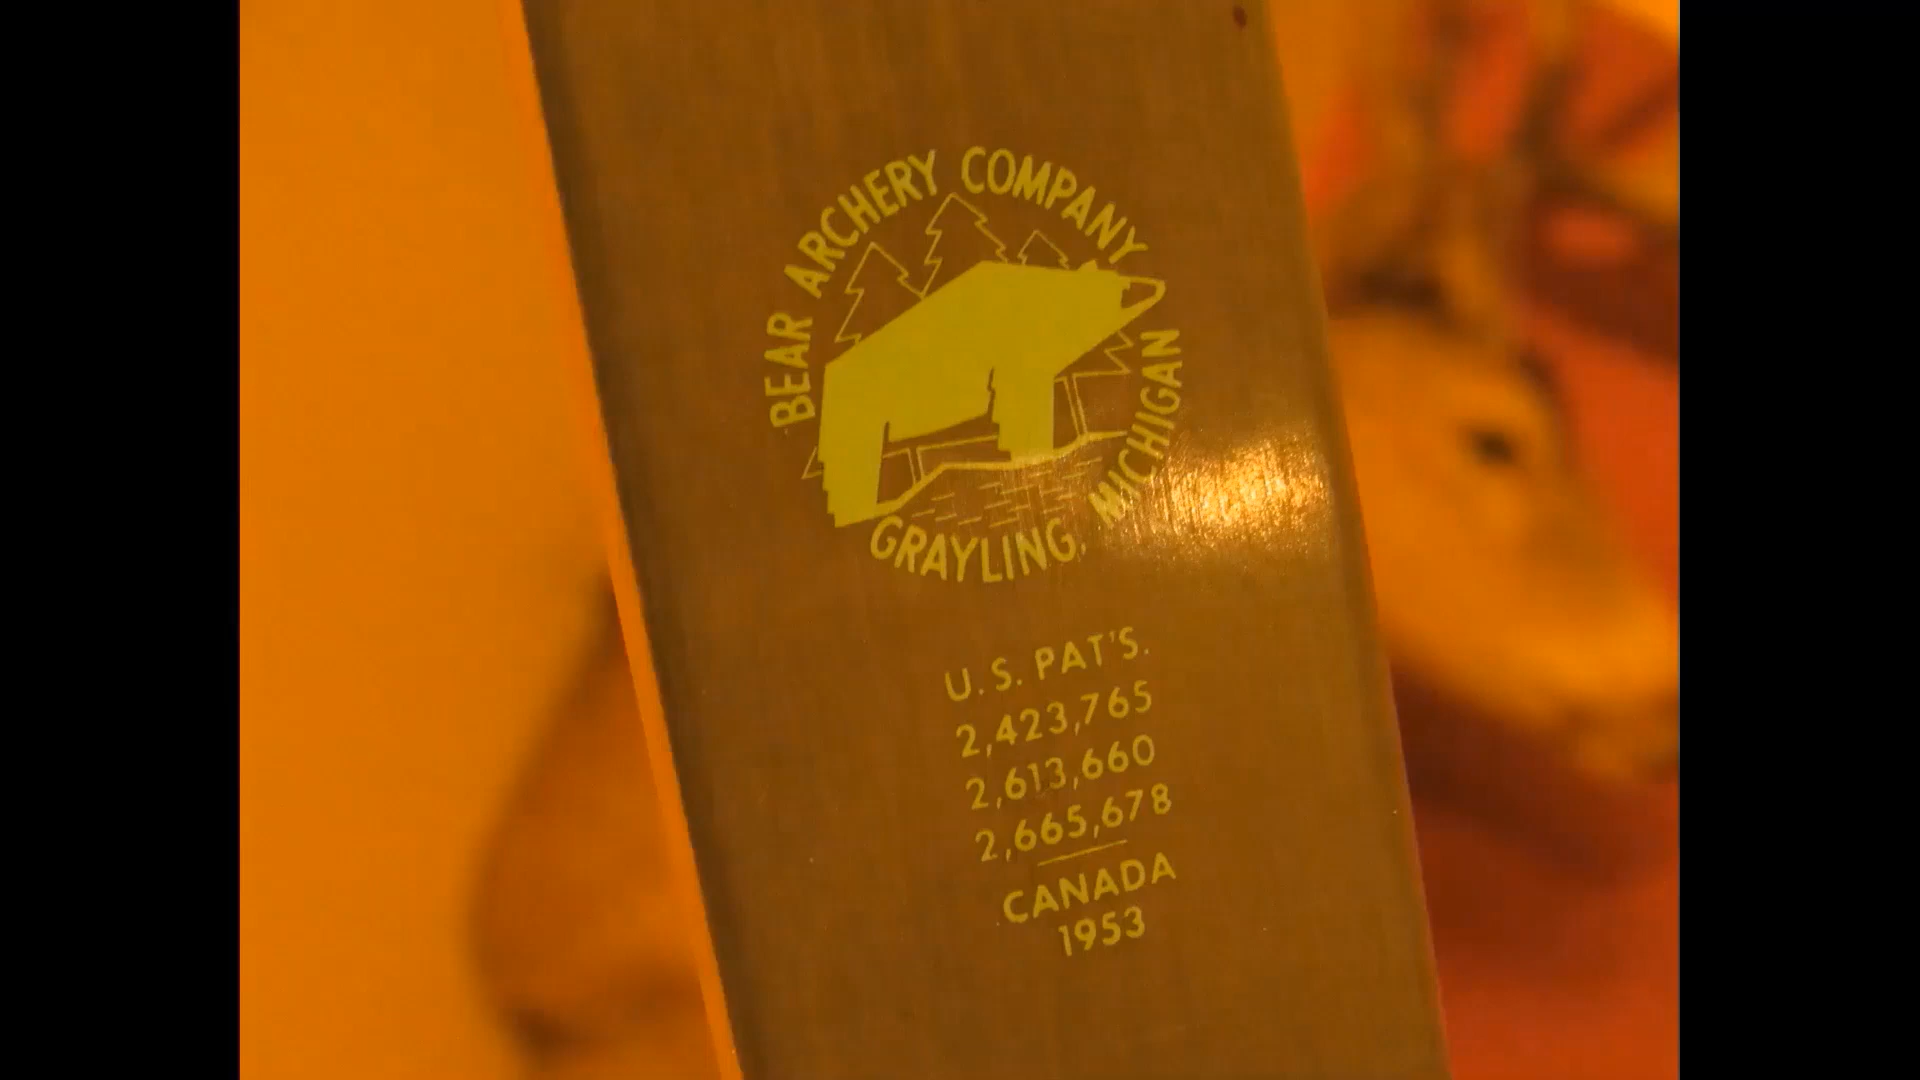 BEAR ARCHERY COMPANY
GRAYLING, MICHIGAN
U.S. PAT'S.
2,423,765
2,613,660
2,665,678
CANADA
1953